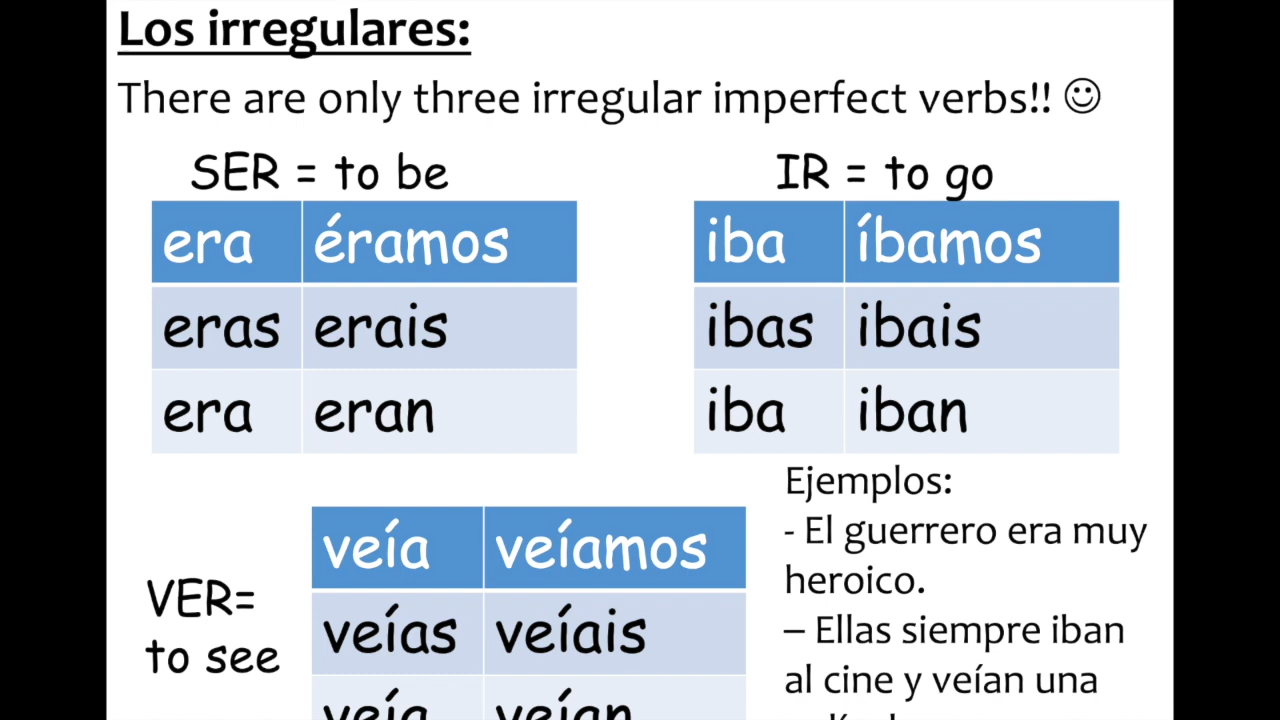 Los irregulares:
There are only three irregular imperfect verbs!! ☺
SER = to be
era éramos
eras erais
era eran
IR = to go
iba íbamos
ibas ibais
iba iban
VER=
to see
veía veíamos
veías veíais
veía veían
Ejemplos:
- El guerrero era muy
heroico.
– Ellas siempre iban
al cine y veían una